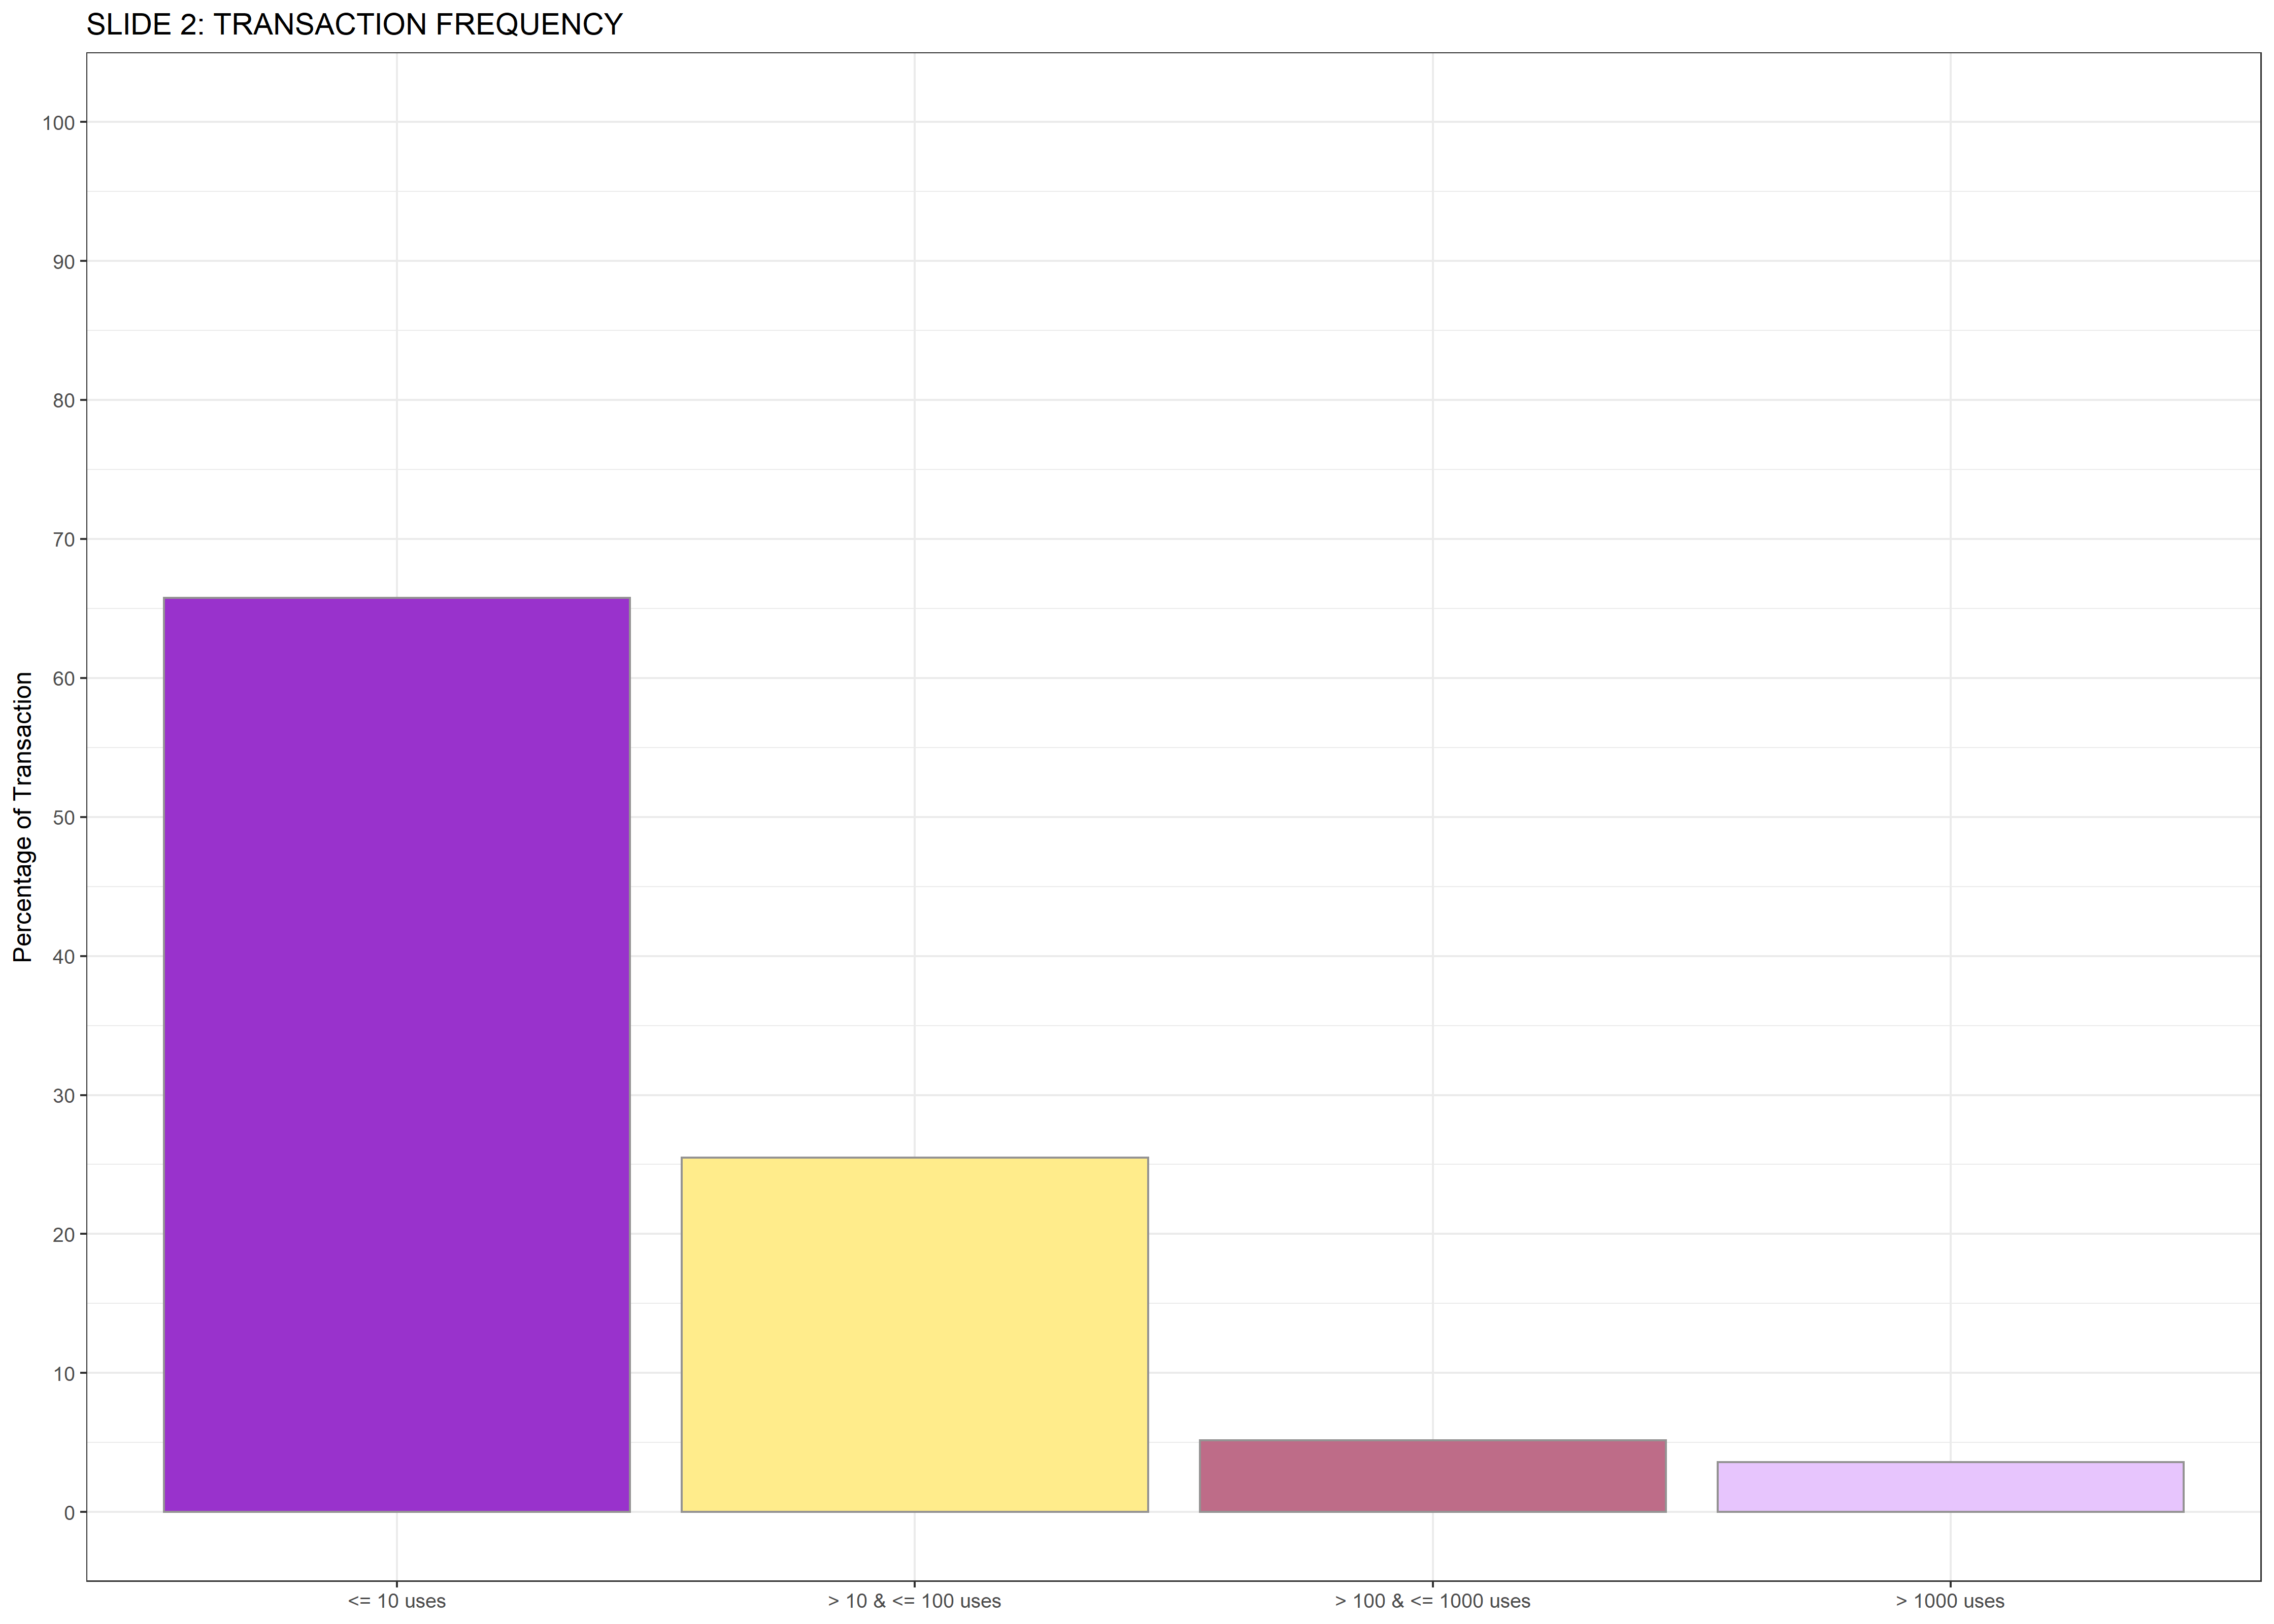 SLIDE 2: TRANSACTION FREQUENCY
Percentage of Transaction
100
90
80
70
60
50
40
30
20
10
0
<= 10 uses
> 10 & <= 100 uses
> 100 & <= 1000 uses
> 1000 uses